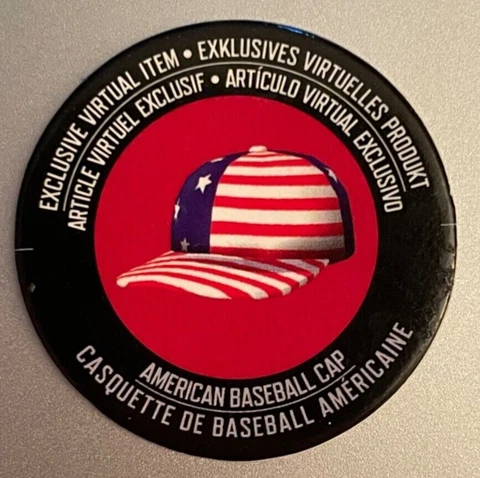 EXCLUSIVE VIRTUAL ITEM • EXKLUSIVES VIRTUELLES PRODUKT
ARTICLE VIRTUEL EXCLUSIF • ARTÍCULO VIRTUAL EXCLUSIVO
AMERICAN BASEBALL CAP
CASQUETTE DE BASEBALL AMÉRICAINE